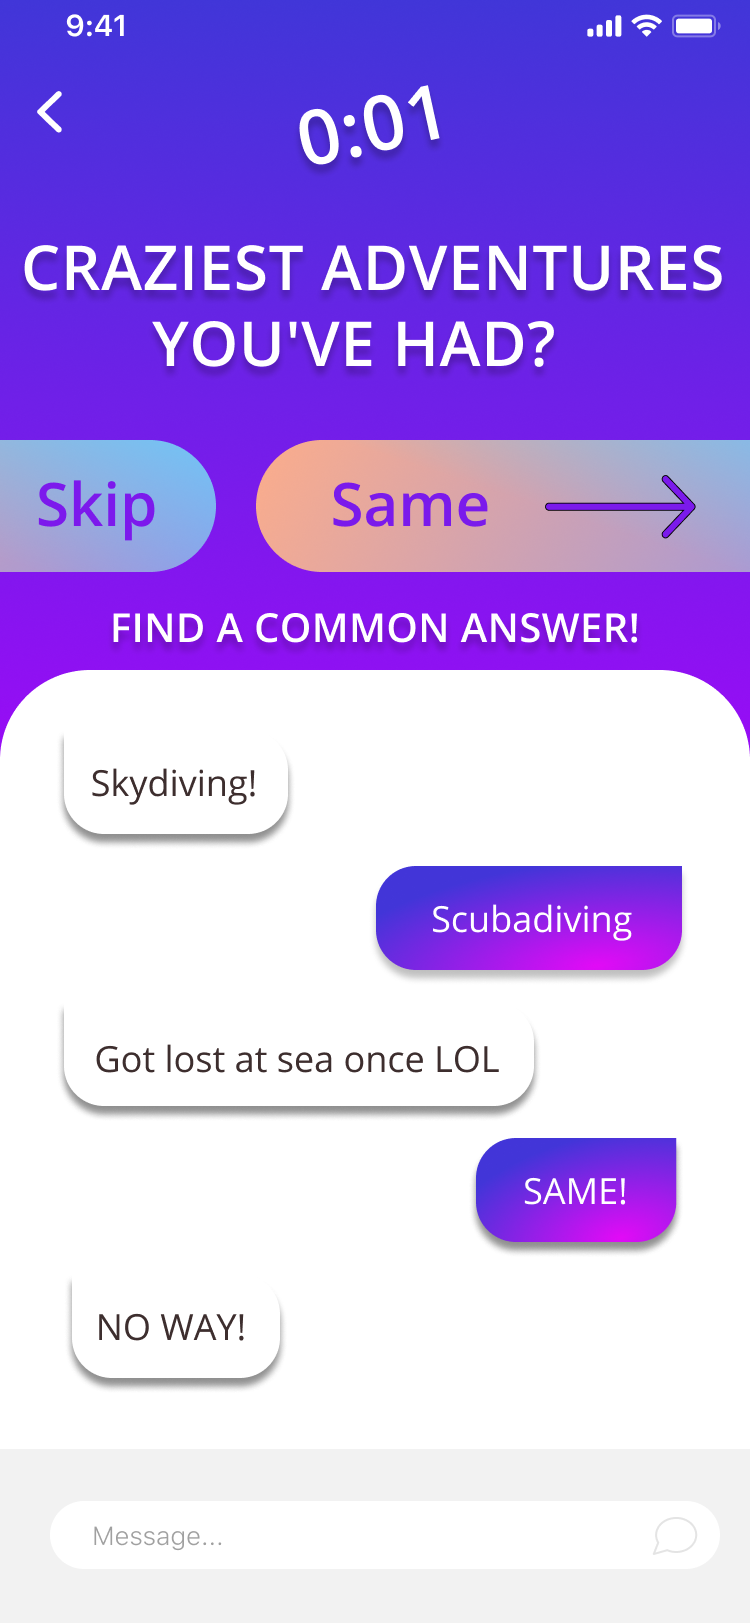 9:41
0:01
CRAZIEST ADVENTURES
YOU'VE HAD?
Skip
Same
FIND A COMMON ANSWER!
Skydiving!
Scubadiving
Got lost at sea once LOL
SAME!
NO WAY!
Message...